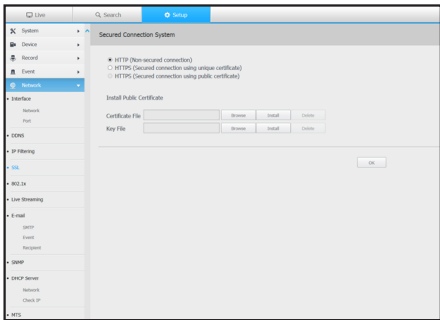 Live
Search
Setup
System
Device
Record
Event
Network
Interface
Network
Port
DDNS
IP Filtering
SSL
802.1x
Live Streaming
E-mail
SMTP
Event
Recipient
SNMP
DHCP Server
Network
Check IP
MTS
Secured Connection System
HTTP (Non-secured connection)
HTTPS (Secured connection using unique certificate)
HTTPS (Secured connection using public certificate)
Install Public Certificate
Certificate File Browse Install Delete
Key File Browse Install Delete
OK